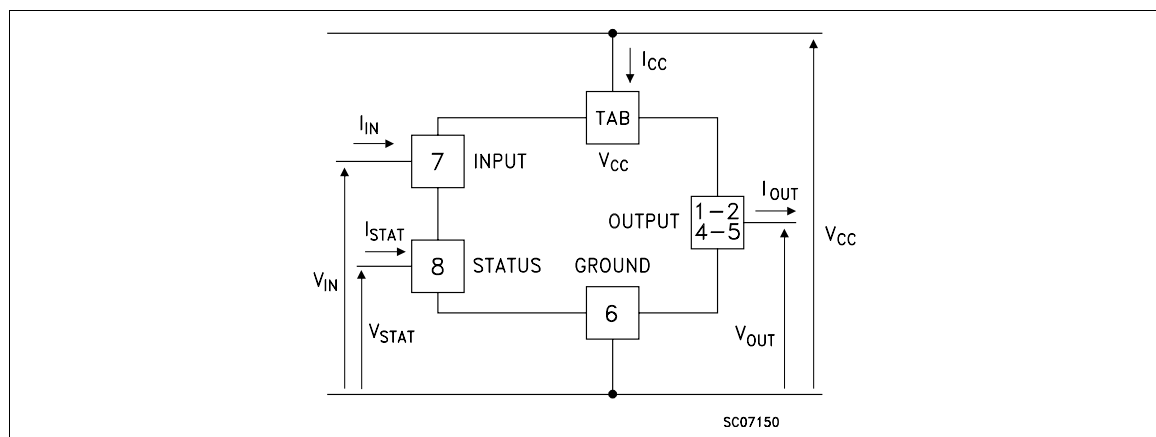 I_CC
TAB
V_CC
I_IN
7 INPUT
I_OUT
1-2
4-5
OUTPUT
V_CC
I_STAT
8 STATUS
GROUND
6
V_IN
V_STAT
V_OUT
SC07150